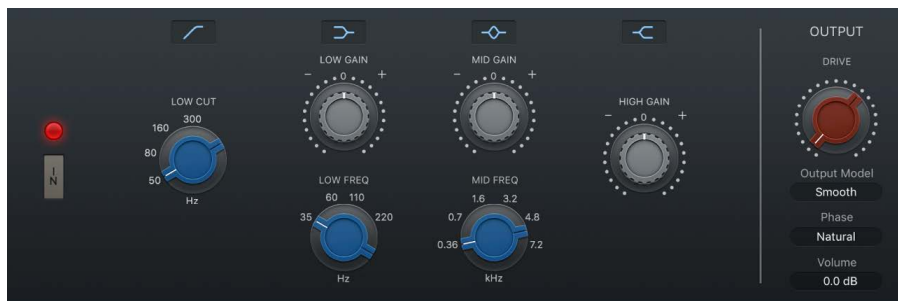 OUTPUT
LOW GAIN
MID GAIN
DRIVE
− 0 +
− 0 +
LOW CUT
HIGH GAIN
300
160
80
50
Hz
− 0 +
IN
LOW FREQ
MID FREQ
60 110
35 220
Hz
1.6 3.2
0.7 4.8
0.36 7.2
kHz
Output Model
Smooth
Phase
Natural
Volume
0.0 dB